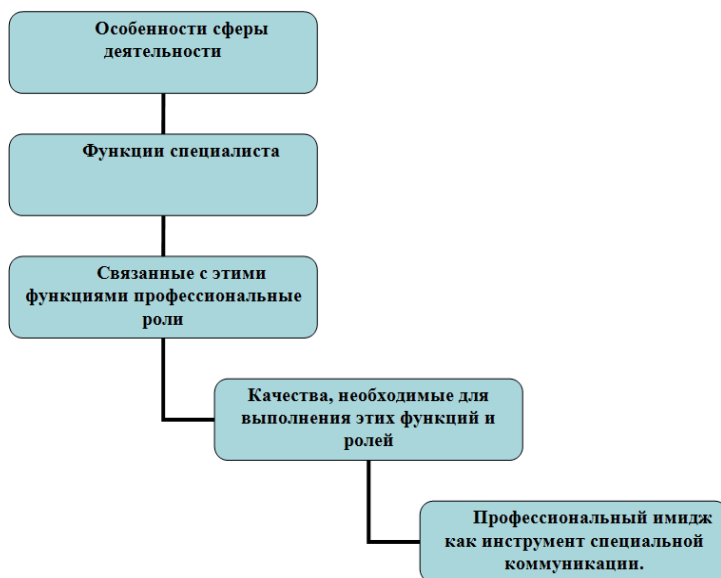 Особенности сферы
деятельности
Функции специалиста
Связанные с этими
функциями профессиональные
роли
Качества, необходимые для
выполнения этих функций и
ролей
Профессиональный имидж
как инструмент специальной
коммуникации.